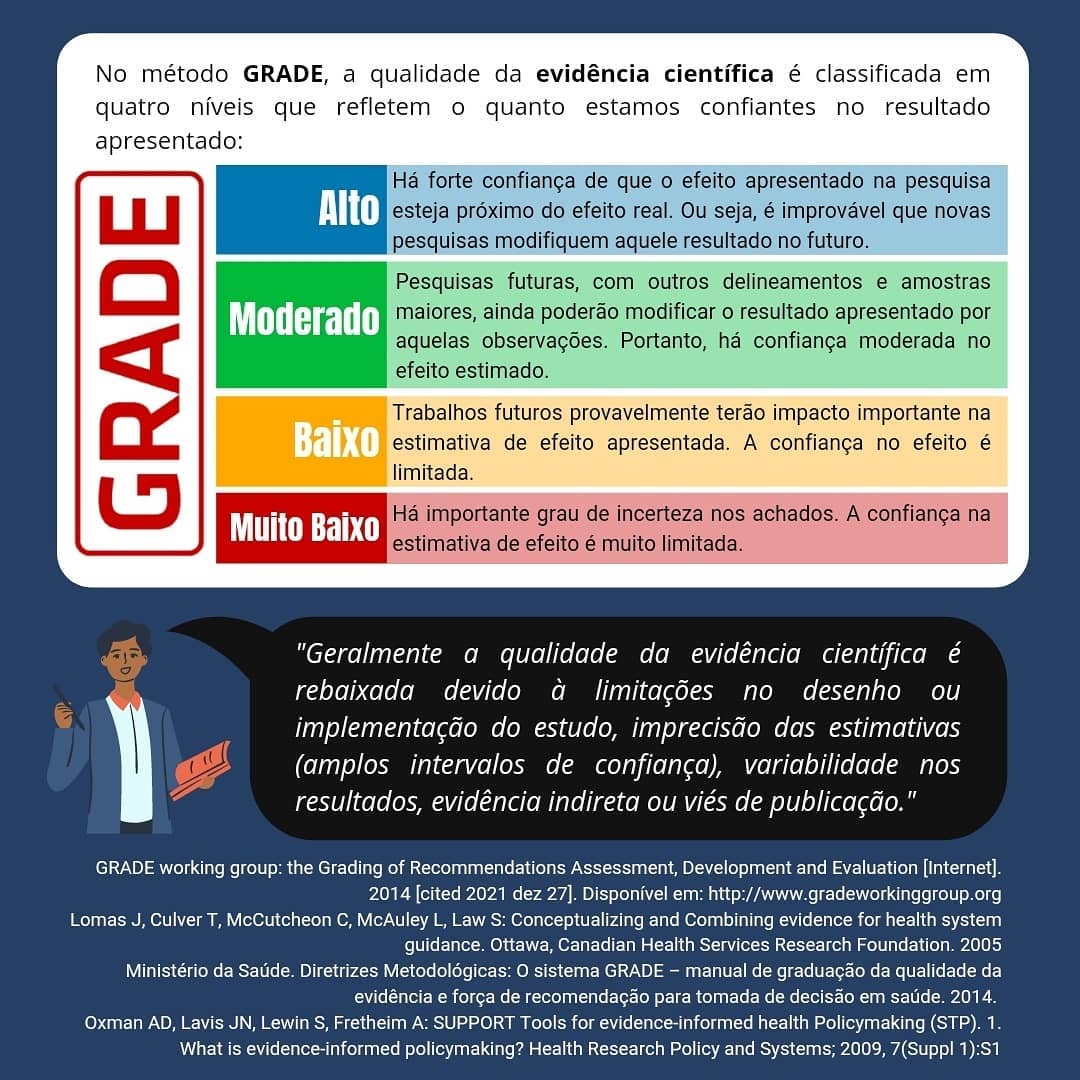 No método GRADE, a qualidade da evidência científica é classificada em
quatro níveis que refletem o quanto estamos confiantes no resultado
apresentado:
GRADE
Alto
Há forte confiança de que o efeito apresentado na pesquisa
esteja próximo do efeito real. Ou seja, é improvável que novas
pesquisas modifiquem aquele resultado no futuro.
Moderado
Pesquisas futuras, com outros delineamentos e amostras
maiores, ainda poderão modificar o resultado apresentado por
aquelas observações. Portanto, há confiança moderada no
efeito estimado.
Baixo
Trabalhos futuros provavelmente terão impacto importante na
estimativa de efeito apresentada. A confiança no efeito é
limitada.
Muito Baixo
Há importante grau de incerteza nos achados. A confiança na
estimativa de efeito é muito limitada.
"Geralmente a qualidade da evidência científica é
rebaixada devido à limitações no desenho ou
implementação do estudo, imprecisão das estimativas
(amplos intervalos de confiança), variabilidade nos
resultados, evidência indireta ou viés de publicação."
GRADE working group: the Grading of Recommendations Assessment, Development and Evaluation [Internet].
2014 [cited 2021 dez 27]. Disponível em: http://www.gradeworkinggroup.org
Lomas J, Culver T, McCutcheon C, McAuley L, Law S: Conceptualizing and Combining evidence for health system
guidance. Ottawa, Canadian Health Services Research Foundation. 2005
Ministério da Saúde. Diretrizes Metodológicas: O sistema GRADE – manual de graduação da qualidade da
evidência e força de recomendação para tomada de decisão em saúde. 2014.
Oxman AD, Lavis JN, Lewin S, Fretheim A: SUPPORT Tools for evidence-informed health Policymaking (STP). 1.
What is evidence-informed policymaking? Health Research Policy and Systems; 2009, 7(Suppl 1):S1